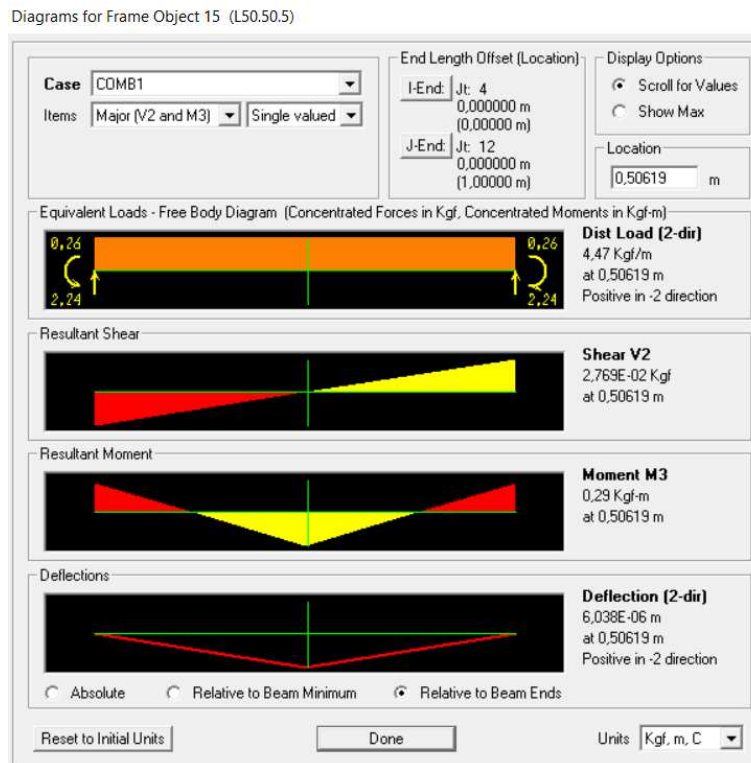 Diagrams for Frame Object 15 (L50.50.5)
Case COMB1
Items Major (V2 and M3) Single valued
End Length Offset (Location)
I-End: Jt: 4
0,000000 m
(0,00000 m)
J-End: Jt: 12
0,000000 m
(1,00000 m)
Display Options
Scroll for Values
Show Max
Location
0,50619 m
Equivalent Loads - Free Body Diagram (Concentrated Forces in Kgf, Concentrated Moments in Kgf-m)
0,26 0,26
2,24 2,24
Dist Load (2-dir)
4,47 Kgf/m
at 0,50619 m
Positive in -2 direction
Resultant Shear
Shear V2
2,769E-02 Kgf
at 0,50619 m
Resultant Moment
Moment M3
0,29 Kgf-m
at 0,50619 m
Deflections
Deflection (2-dir)
6,038E-06 m
at 0,50619 m
Positive in -2 direction
Absolute Relative to Beam Minimum Relative to Beam Ends
Reset to Initial Units Done Units Kgf, m, C